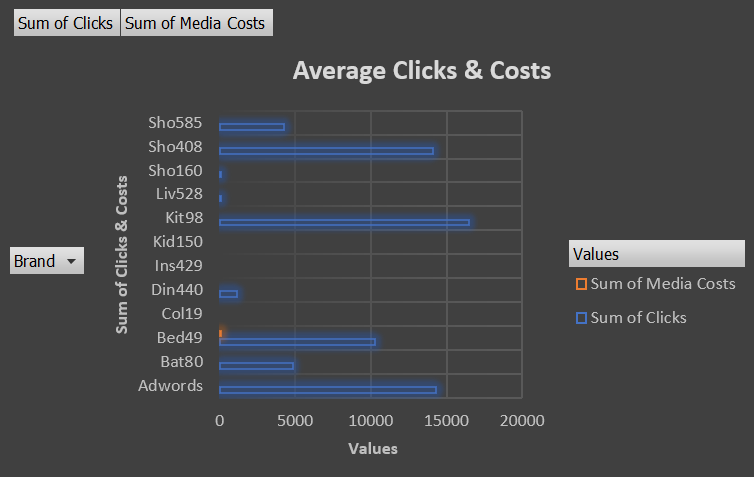 Sum of Clicks Sum of Media Costs
Average Clicks & Costs
Sum of Clicks & Costs
Sho585
Sho408
Sho160
Liv528
Kit98
Kid150
Ins429
Din440
Col19
Bed49
Bat80
Adwords
0 5000 10000 15000 20000
Values
Brand
Values
Sum of Media Costs
Sum of Clicks